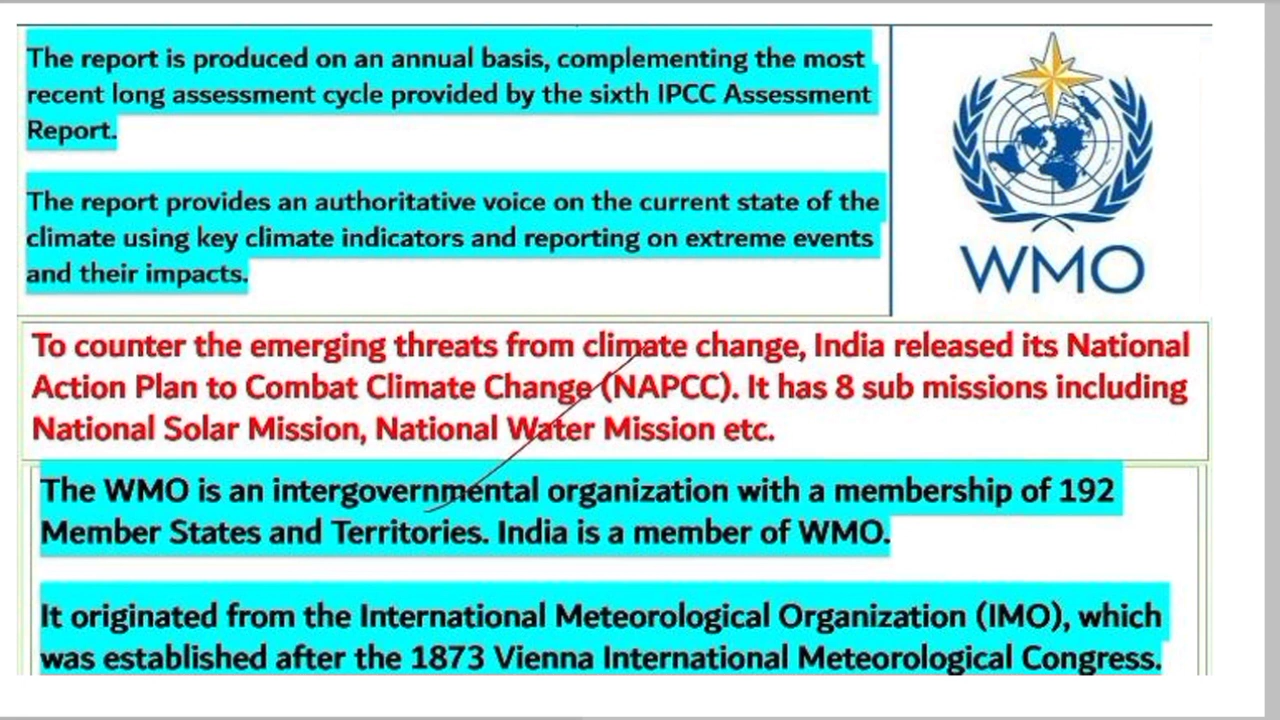 The report is produced on an annual basis, complementing the most
recent long assessment cycle provided by the sixth IPCC Assessment
Report.
The report provides an authoritative voice on the current state of the
climate using key climate indicators and reporting on extreme events
and their impacts.
WMO
To counter the emerging threats from climate change, India released its National
Action Plan to Combat Climate Change (NAPCC). It has 8 sub missions including
National Solar Mission, National Water Mission etc.
The WMO is an intergovernmental organization with a membership of 192
Member States and Territories. India is a member of WMO.
It originated from the International Meteorological Organization (IMO), which
was established after the 1873 Vienna International Meteorological Congress.